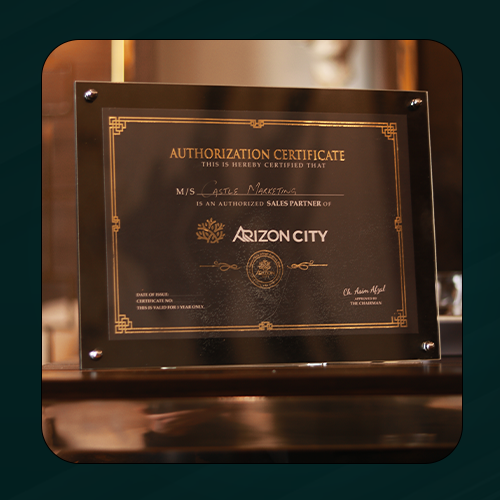 AUTHORIZATION CERTIFICATE
THIS IS HEREBY CERTIFIED THAT
M/S Castle Marketing
IS AN AUTHORIZED SALES PARTNER OF
ARIZON CITY
DATE OF ISSUE:
CERTIFICATE NO:
THIS IS VALID FOR 1 YEAR ONLY.
Ch. Asim Afzal
APPROVED BY
THE CHAIRMAN